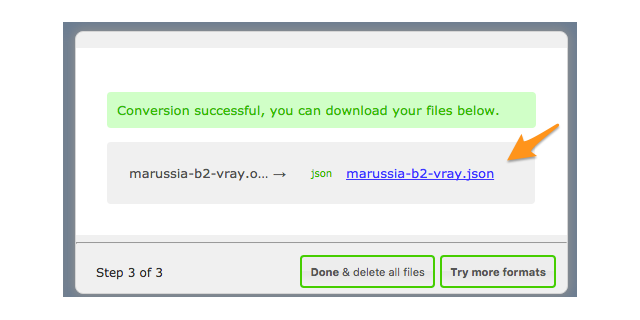 Conversion successful, you can download your files below.
marussia-b2-vray.o... → json marussia-b2-vray.json
Step 3 of 3 Done & delete all files Try more formats